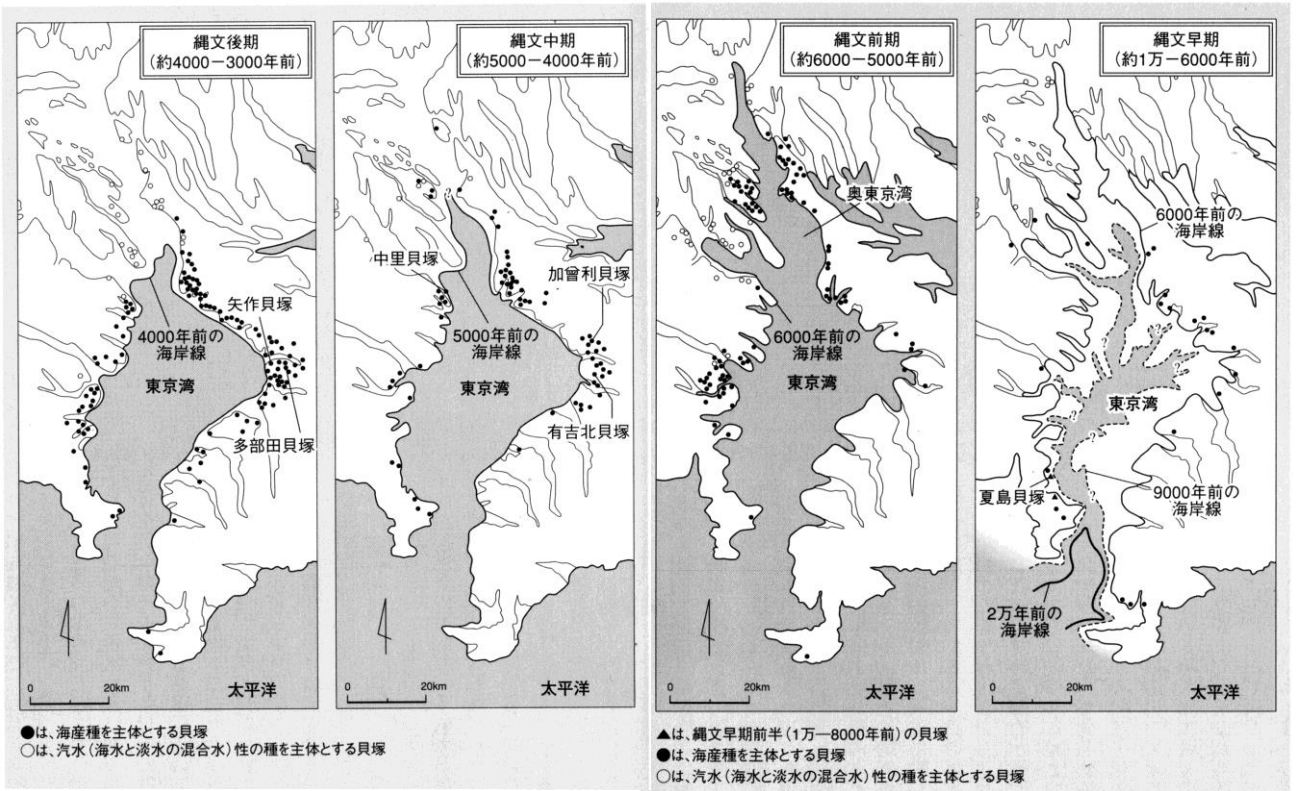 縄文後期
(約4000－3000年前)
矢作貝塚
4000年前の
海岸線
東京湾
多部田貝塚
0
20km
太平洋
縄文中期
(約5000－4000年前)
?
中里貝塚
加曾利貝塚
5000年前の
海岸線
東京湾
有吉北貝塚
0
20km
太平洋
●は、海産種を主体とする貝塚
○は、汽水(海水と淡水の混合水)性の種を主体とする貝塚
縄文前期
(約6000－5000年前)
奥東京湾
6000年前の
海岸線
東京湾
0
20km
太平洋
縄文早期
(約1万－6000年前)
6000年前の
海岸線
?
?
?
東京湾
?
?
夏島貝塚
9000年前の
海岸線
?
?
2万年前の
海岸線
0
20km
太平洋
▲は、縄文早期前半(1万―8000年前)の貝塚
●は、海産種を主体とする貝塚
○は、汽水(海水と淡水の混合水)性の種を主体とする貝塚